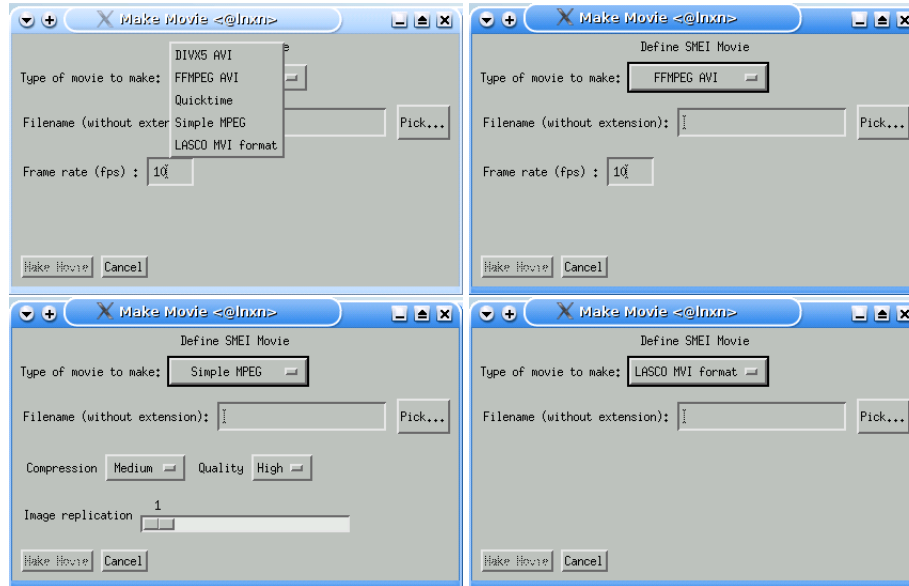 Make Movie <@lnxn>
DIVX5 AVI
Type of movie to make: FFMPEG AVI
Quicktime
Filename (without exter Simple MPEG Pick...
LASCO MVI format
Frame rate (fps) : 10
Make Movie Cancel
Make Movie <@lnxn>
Define SMEI Movie
Type of movie to make: FFMPEG AVI
Filename (without extension): Pick...
Frame rate (fps) : 10
Make Movie Cancel
Make Movie <@lnxn>
Define SMEI Movie
Type of movie to make: Simple MPEG
Filename (without extension): Pick...
Compression Medium Quality High
1
Image replication
Make Movie Cancel
Make Movie <@lnxn>
Define SMEI Movie
Type of movie to make: LASCO MVI format
Filename (without extension): Pick...
Make Movie Cancel